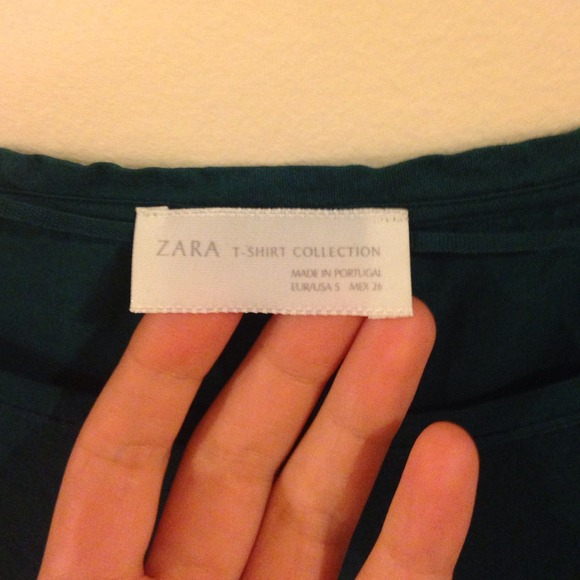 ZARA T-SHIRT COLLECTION
MADE IN PORTUGAL
EUR/USA S MEX 26